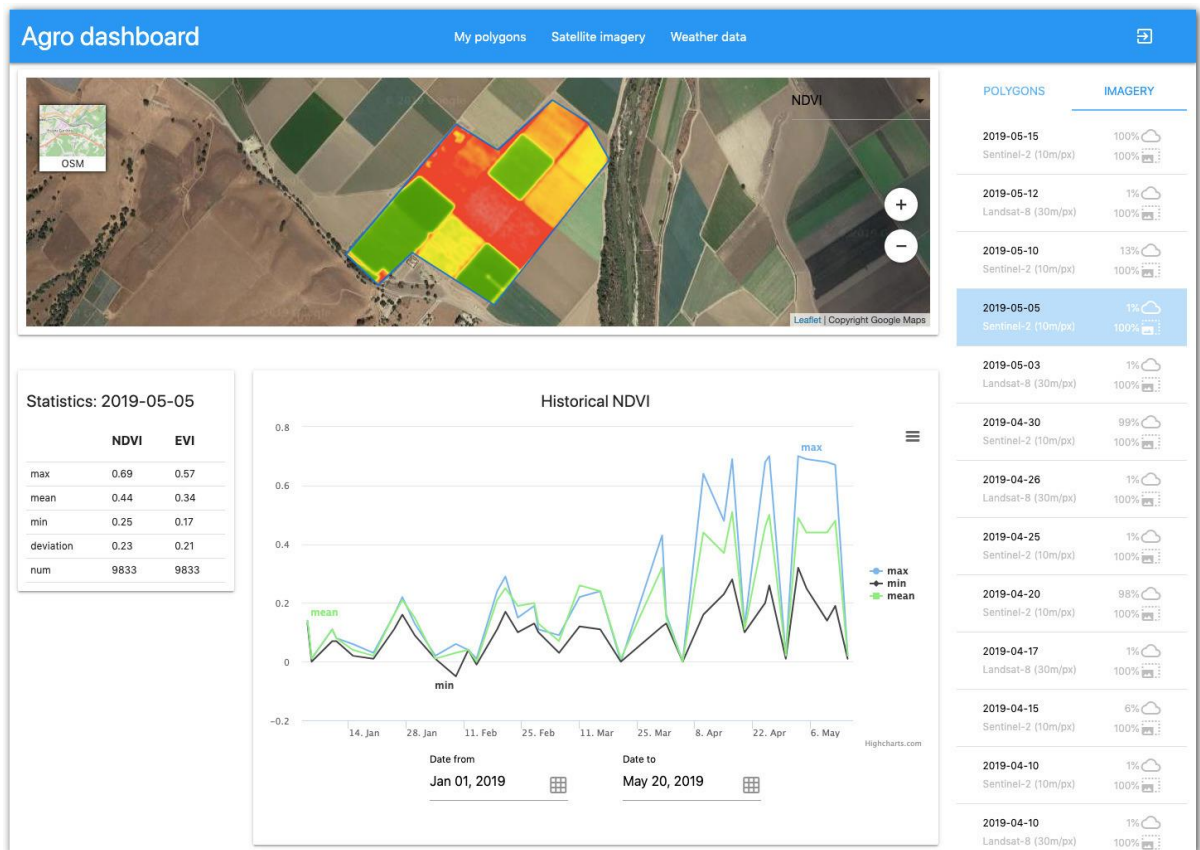 Agro dashboard
My polygons Satellite imagery Weather data
OSM
NDVI
+
−
Leaflet | Copyright Google Maps
POLYGONS IMAGERY
2019-05-15 100%
Sentinel-2 (10m/px) 100%
2019-05-12 1%
Landsat-8 (30m/px) 100%
2019-05-10 13%
Sentinel-2 (10m/px) 100%
2019-05-05 1%
Sentinel-2 (10m/px) 100%
2019-05-03 1%
Landsat-8 (30m/px) 100%
2019-04-30 99%
Sentinel-2 (10m/px) 100%
2019-04-26 1%
Landsat-8 (30m/px) 100%
2019-04-25 1%
Sentinel-2 (10m/px) 100%
2019-04-20 98%
Sentinel-2 (10m/px) 100%
2019-04-17 1%
Landsat-8 (30m/px) 100%
2019-04-15 6%
Sentinel-2 (10m/px) 100%
2019-04-10 1%
Sentinel-2 (10m/px) 100%
2019-04-10 1%
Landsat-8 (30m/px) 100%
Statistics: 2019-05-05
NDVI EVI
max 0.69 0.57
mean 0.44 0.34
min 0.25 0.17
deviation 0.23 0.21
num 9833 9833
Historical NDVI
0.8
0.6
0.4
0.2
0
-0.2
max
mean
min
max
min
mean
14. Jan 28. Jan 11. Feb 25. Feb 11. Mar 25. Mar 8. Apr 22. Apr 6. May
Highcharts.com
Date from Date to
Jan 01, 2019 May 20, 2019